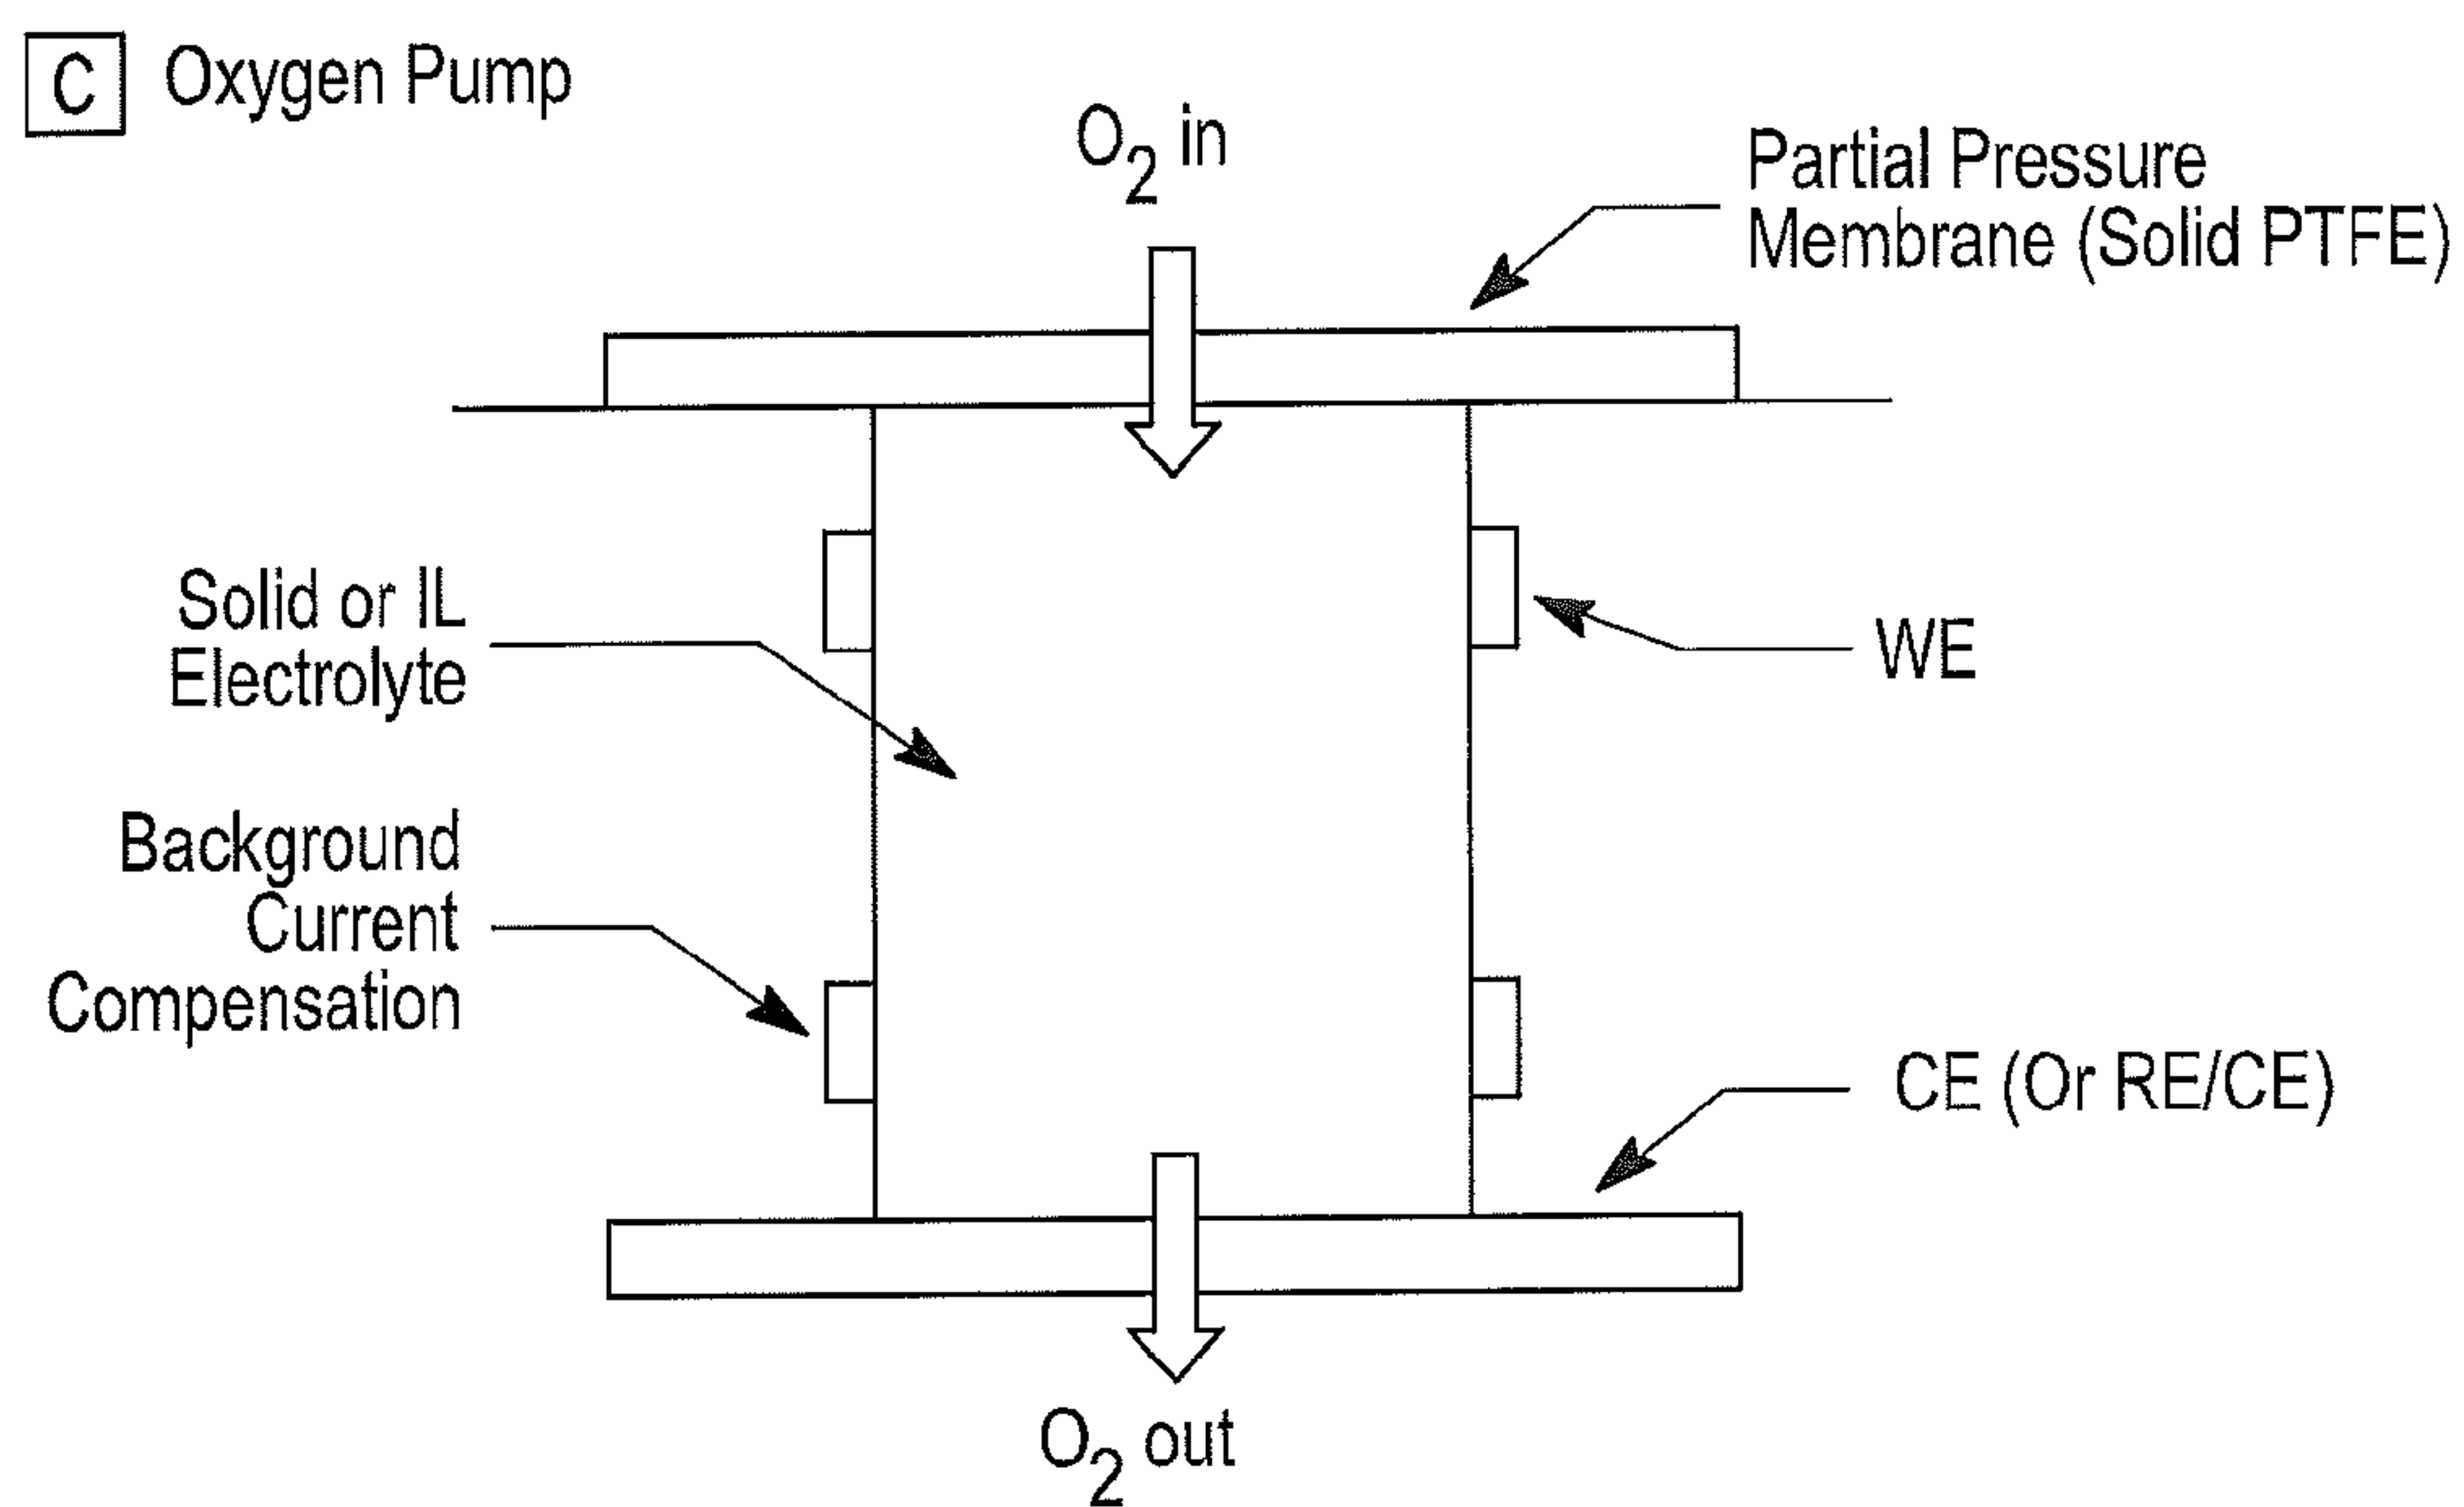 C Oxygen Pump
O2 in
Partial Pressure
Membrane (Solid PTFE)
Solid or IL
Electrolyte
WE
Background
Current
Compensation
CE (Or RE/CE)
O2 out